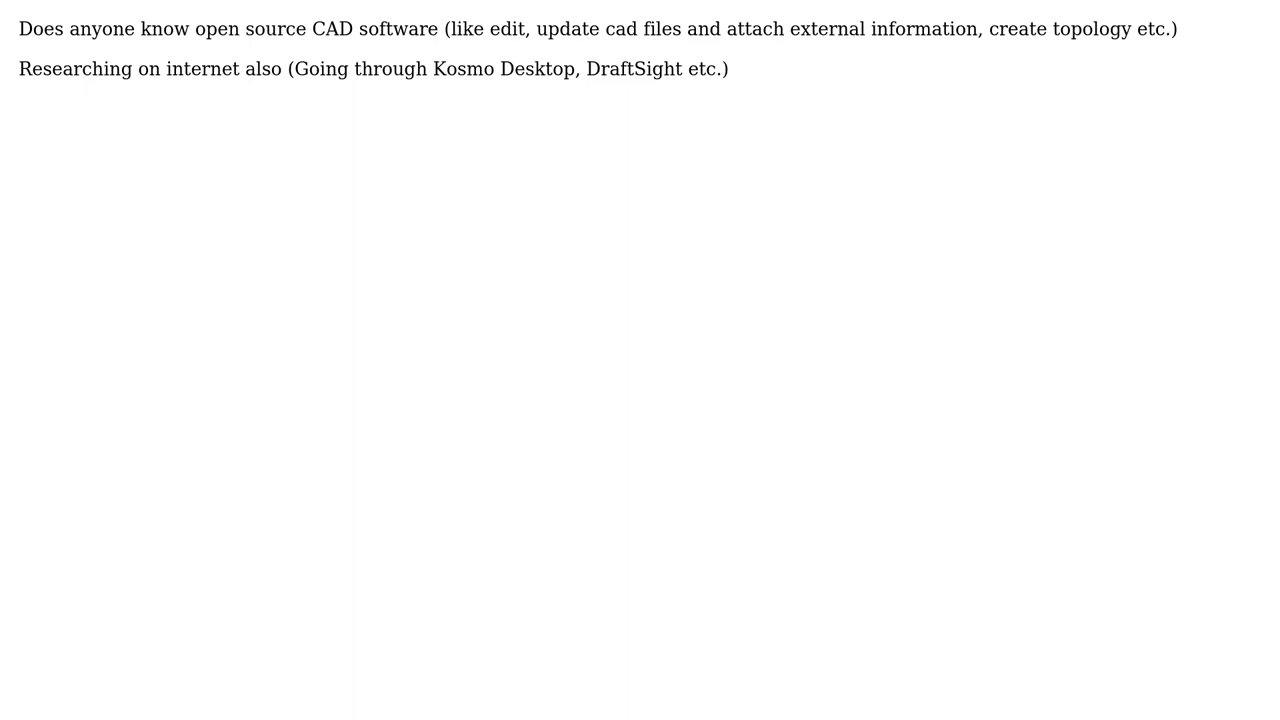 Does anyone know open source CAD software (like edit, update cad files and attach external information, create topology etc.)
Researching on internet also (Going through Kosmo Desktop, DraftSight etc.)